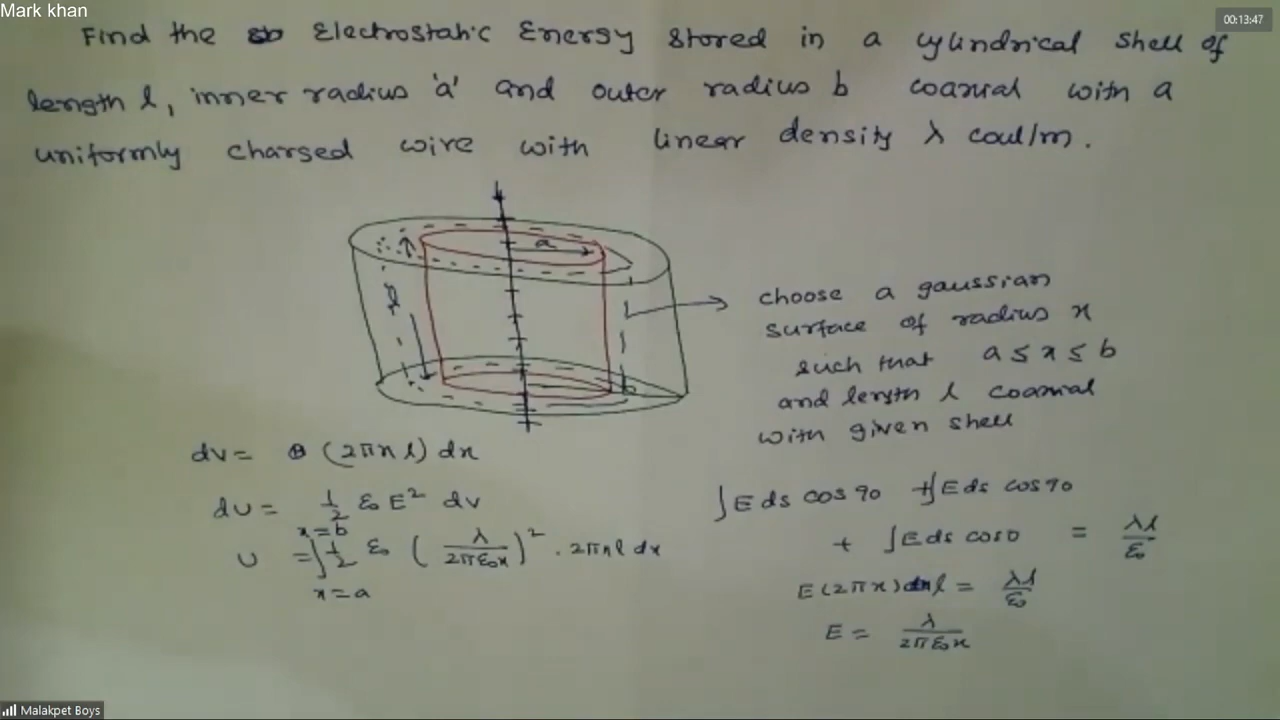 Mark khan
00:13:47
Find the Electrostatic Energy stored in a cylindrical shell of
length l, inner radius 'a' and outer radius b coaxial with a
uniformly charsed wire with linear density λ coul/m.
a
l
choose a gaussian
surface of radius x
such that a ≤ x ≤ b
and length l coaxial
with given shell
dv = (2πxl) dx
dU = 1/2 ε₀ E² dv
x=b
U = ∫ 1/2 ε₀ (λ/2πε₀x)² . 2πxl dx
x=a
∫E ds cos 90 + ∫E ds cos 90
+ ∫E ds cos 0 = λl/ε₀
E (2πx) l = λl/ε₀
E = λ/2πε₀x
Malakpet Boys